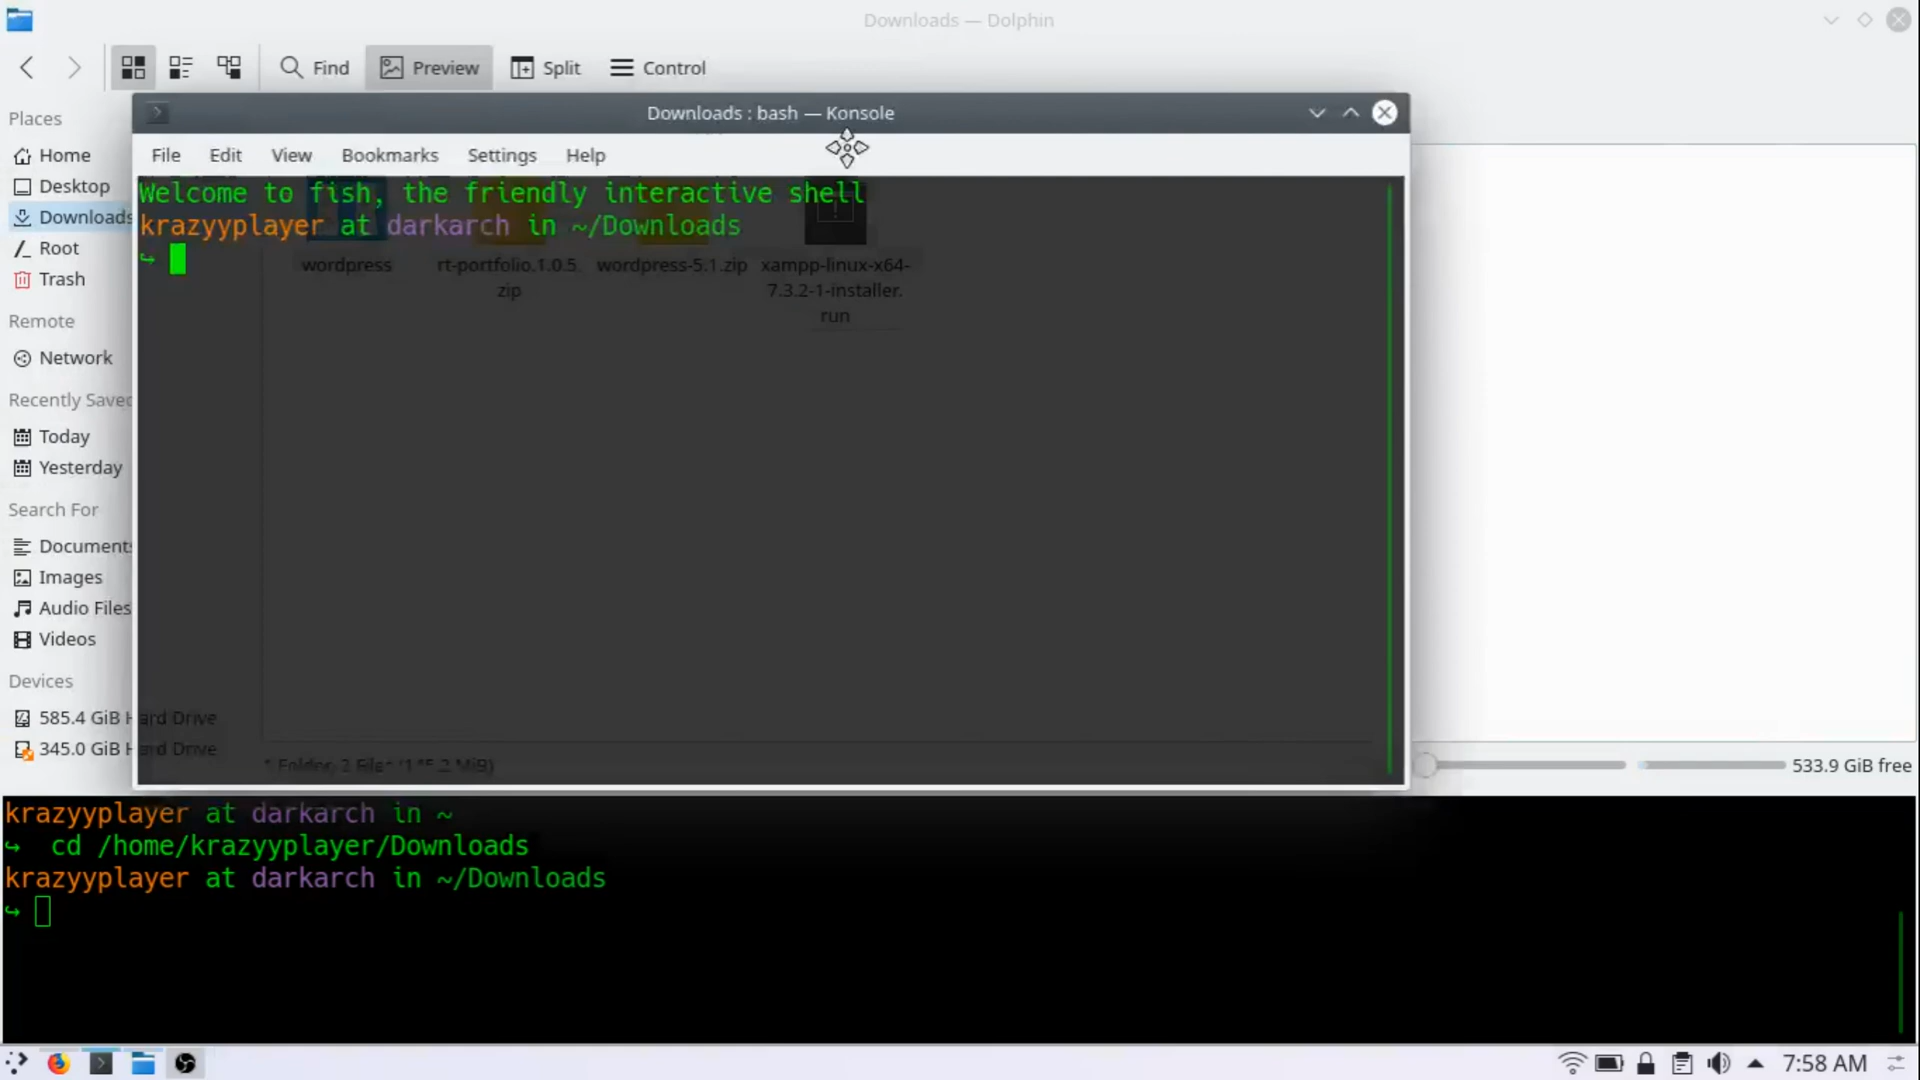 Downloads — Dolphin
Find
Preview
Split
Control
Places
Home
Desktop
Downloads
Root
Trash
Remote
Network
Recently Saved
Today
Yesterday
Search For
Documents
Images
Audio Files
Videos
Devices
585.4 GiB Hard Drive
345.0 GiB Hard Drive
Downloads : bash — Konsole
File Edit View Bookmarks Settings Help
Welcome to fish, the friendly interactive shell
krazyyplayer at darkarch in ~/Downloads
↪
wordpress
rt-portfolio.1.0.5.
zip
wordpress-5.1.zip
xampp-linux-x64-
7.3.2-1-installer.
run
533.9 GiB free
krazyyplayer at darkarch in ~
↪ cd /home/krazyyplayer/Downloads
krazyyplayer at darkarch in ~/Downloads
↪
7:58 AM